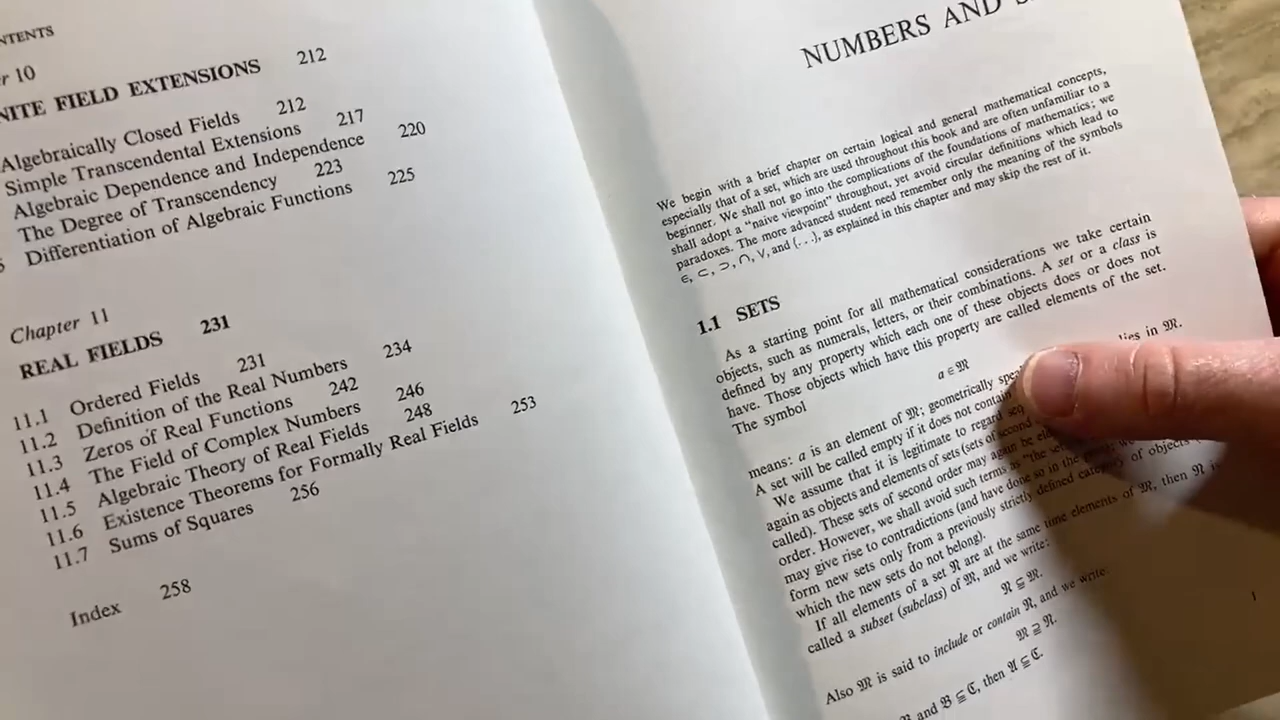 NTENTS
r 10
NITE FIELD EXTENSIONS 212
Algebraically Closed Fields 212
Simple Transcendental Extensions 217
Algebraic Dependence and Independence 220
The Degree of Transcendency 223
Differentiation of Algebraic Functions 225
Chapter 11
REAL FIELDS 231
11.1 Ordered Fields 231
11.2 Definition of the Real Numbers 234
11.3 Zeros of Real Functions 242
11.4 The Field of Complex Numbers 246
11.5 Algebraic Theory of Real Fields 248
11.6 Existence Theorems for Formally Real Fields 253
11.7 Sums of Squares 256
Index 258
NUMBERS AND
We begin with a brief chapter on certain logical and general mathematical concepts,
especially that of a set, which are used throughout this book and are often unfamiliar to a
beginner. We shall not go into the complications of the foundations of mathematics; we
shall adopt a "naive viewpoint" throughout, yet avoid circular definitions which lead to
paradoxes. The more advanced student need remember only the meaning of the symbols
∈, ⊂, ⊃, ∩, ∨, and {. . .}, as explained in this chapter and may skip the rest of it.
1.1 SETS
As a starting point for all mathematical considerations we take certain
objects, such as numerals, letters, or their combinations. A set or a class is
defined by any property which each one of these objects does or does not
have. Those objects which have this property are called elements of the set.
The symbol
a ∈ 𝔐
means: a is an element of 𝔐; geometrically lies in 𝔐.
A set will be called empty if it does not contain
We assume that it is legitimate to regard
again as objects and elements of sets (sets of second
called). These sets of second order may again be
order. However, we shall avoid such terms as "the
may give rise to contradictions (and have done so in the
form new sets only from a previously strictly defined category of objects
which the new sets do not belong).
If all elements of a set 𝔑 are at the same time elements of 𝔐, then 𝔑
called a subset (subclass) of 𝔐, and we write:
𝔑 ⊆ 𝔐.
Also 𝔐 is said to include or contain 𝔑, and we write
𝔐 ⊇ 𝔑.
and 𝔅 ⊆ ℭ, then 𝔄 ⊆ ℭ.
1